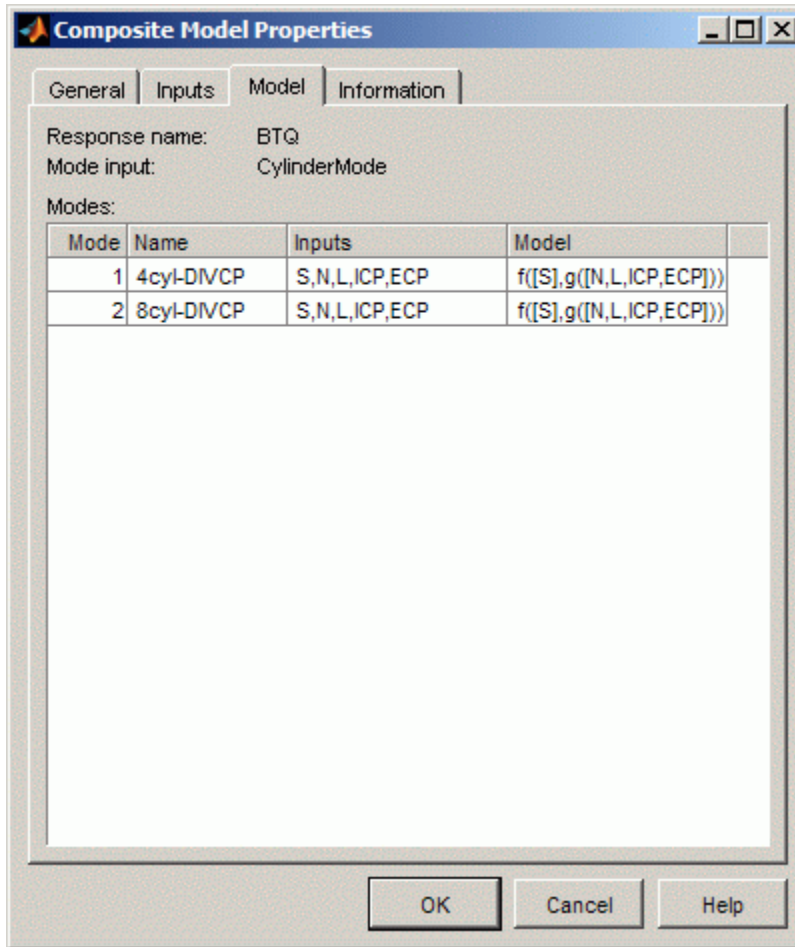 Composite Model Properties
General Inputs Model Information
Response name: BTQ
Mode input: CylinderMode
Modes:
Mode Name Inputs Model
1 4cyl-DIVCP S,N,L,ICP,ECP f([S],g([N,L,ICP,ECP]))
2 8cyl-DIVCP S,N,L,ICP,ECP f([S],g([N,L,ICP,ECP]))
OK Cancel Help